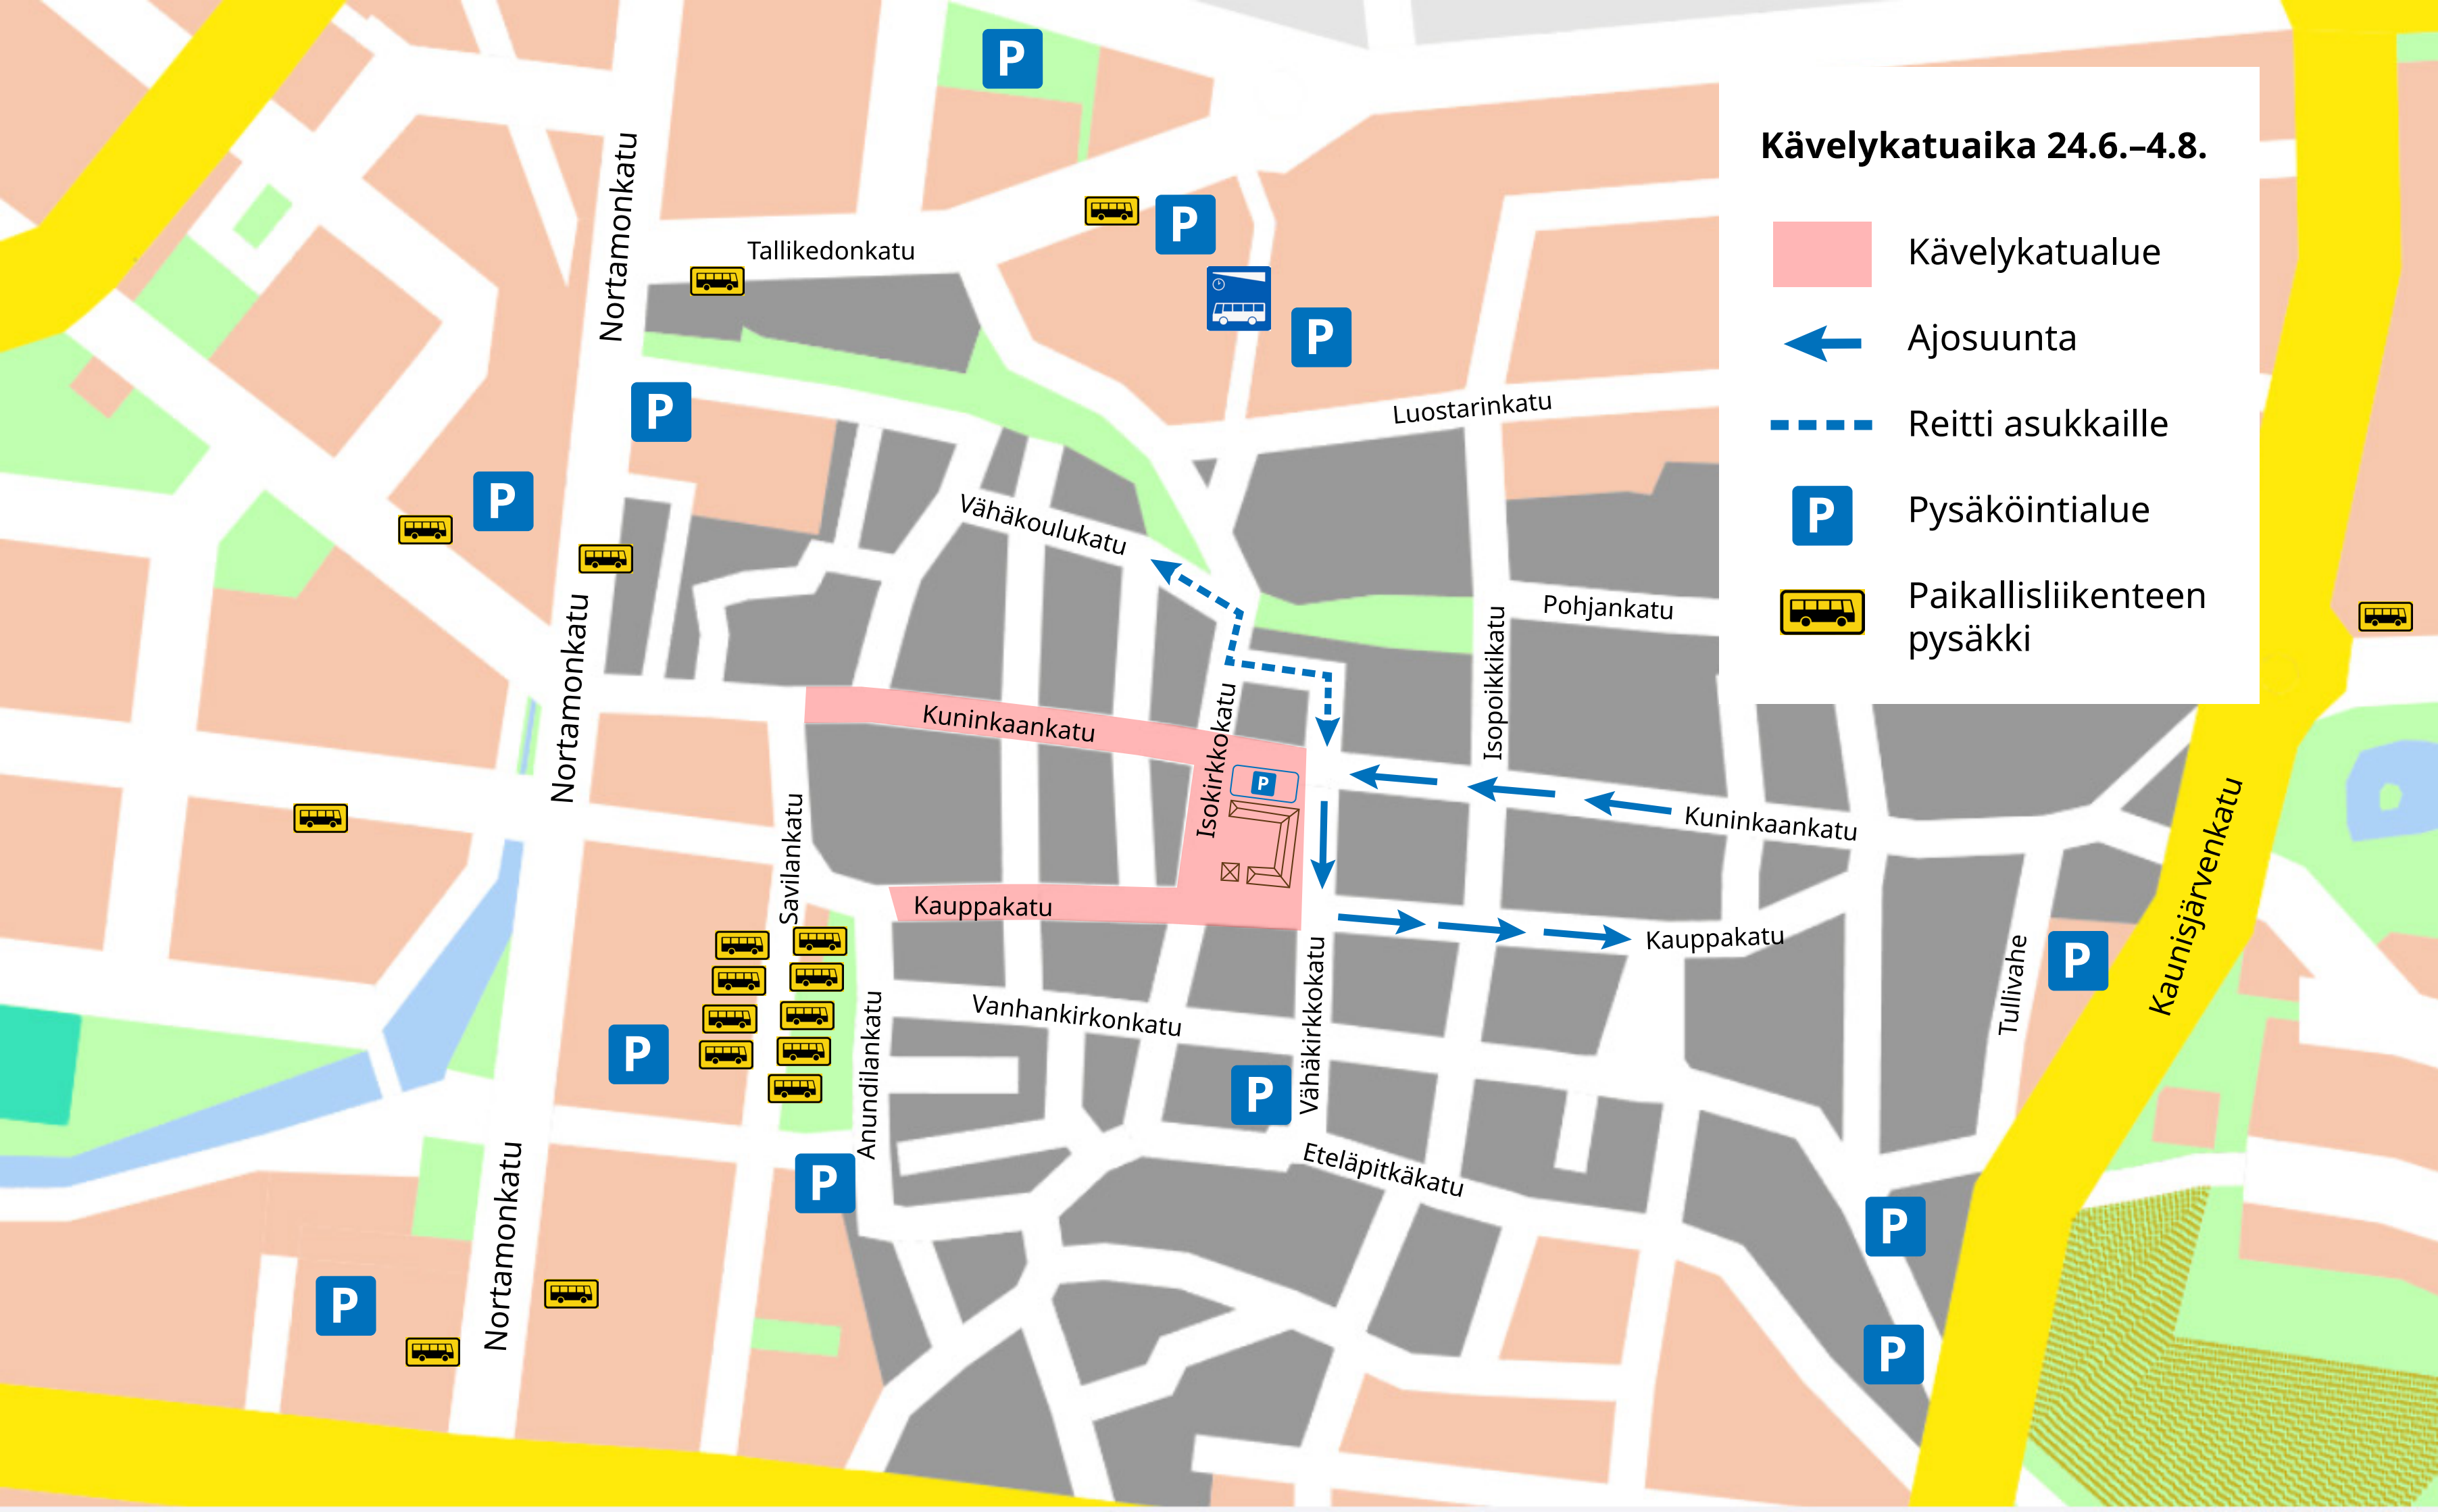 P
Nortamonkatu
Kävelykatuaika 24.6.–4.8.
Kävelykatualue
Ajosuunta
Reitti asukkaille
P
Pysäköintialue
Paikallisliikenteen
pysäkki
P
Tallikedonkatu
P
P
Luostarinkatu
P
Vähäkoulukatu
Nortamonkatu
Pohjankatu
Isopoikkikatu
Kuninkaankatu
Isokirkkokatu
P
Kuninkaankatu
Savilankatu
Kauppakatu
Kauppakatu
Kaunisjärvenkatu
Tullivahe
P
Vanhankirkonkatu
Vähäkirkkokatu
Anundilankatu
P
P
Eteläpitkäkatu
P
P
Nortamonkatu
P
P